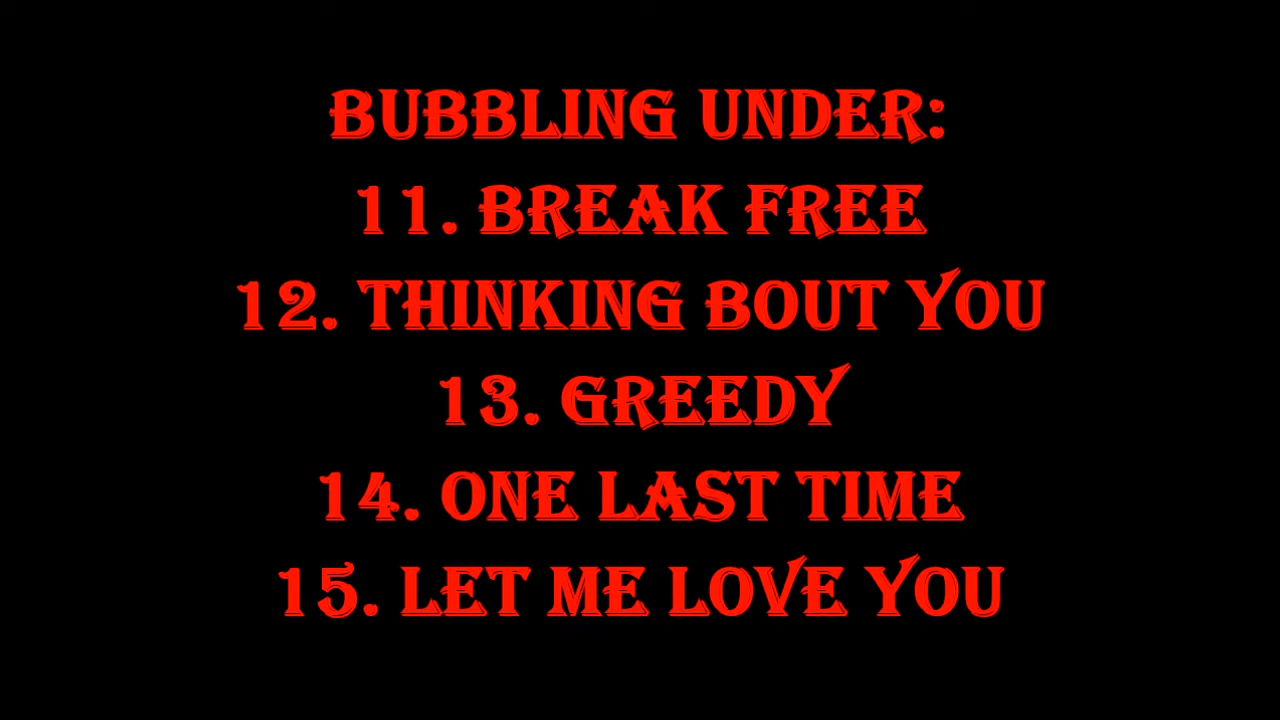 BUBBLING UNDER:
11. BREAK FREE
12. THINKING BOUT YOU
13. GREEDY
14. ONE LAST TIME
15. LET ME LOVE YOU